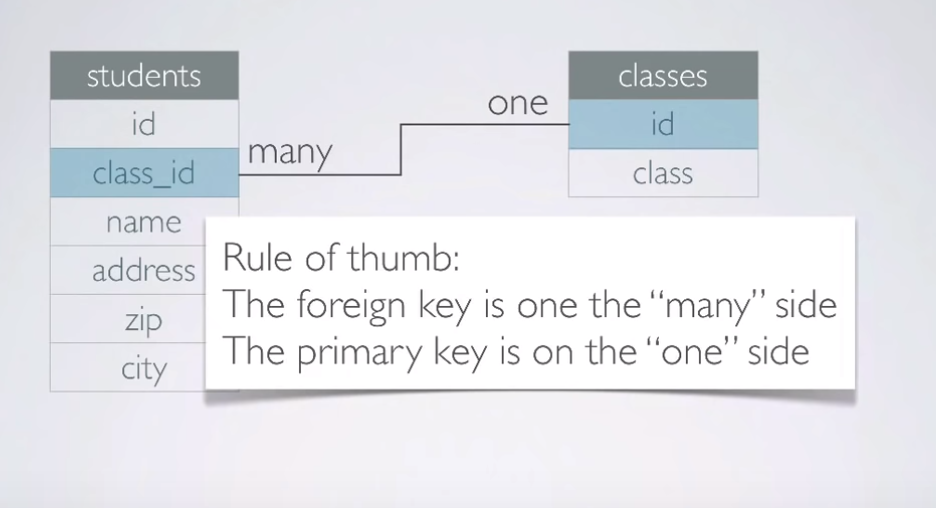 students
id
class_id
name
address
zip
city
many
one
classes
id
class
Rule of thumb:
The foreign key is one the “many” side
The primary key is on the “one” side